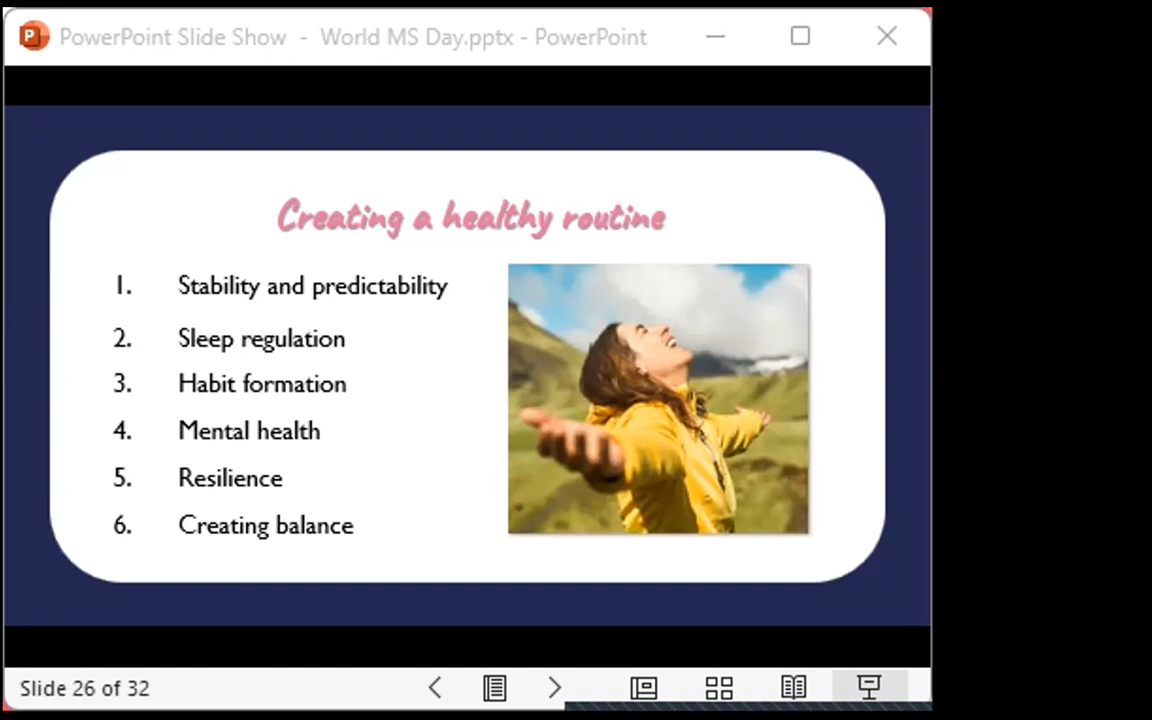 PowerPoint Slide Show - World MS Day.pptx - PowerPoint
Creating a healthy routine
1. Stability and predictability
2. Sleep regulation
3. Habit formation
4. Mental health
5. Resilience
6. Creating balance
Slide 26 of 32